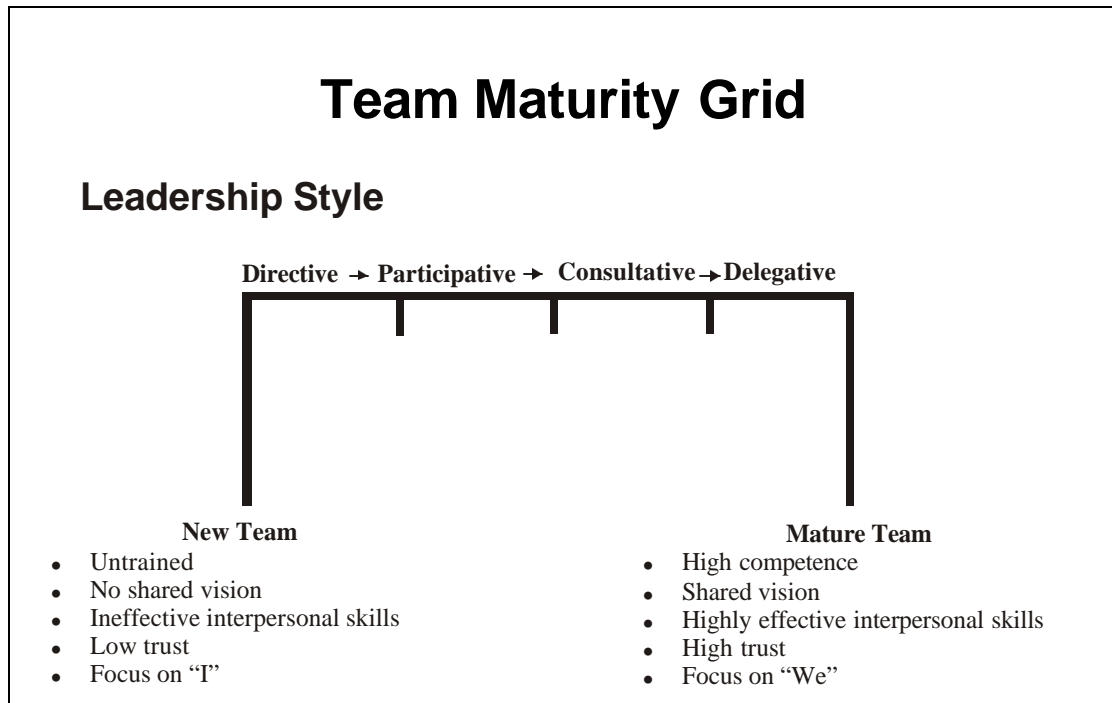 Team Maturity Grid
Leadership Style
Directive → Participative → Consultative → Delegative
New Team
• Untrained
• No shared vision
• Ineffective interpersonal skills
• Low trust
• Focus on “I”
Mature Team
• High competence
• Shared vision
• Highly effective interpersonal skills
• High trust
• Focus on “We”